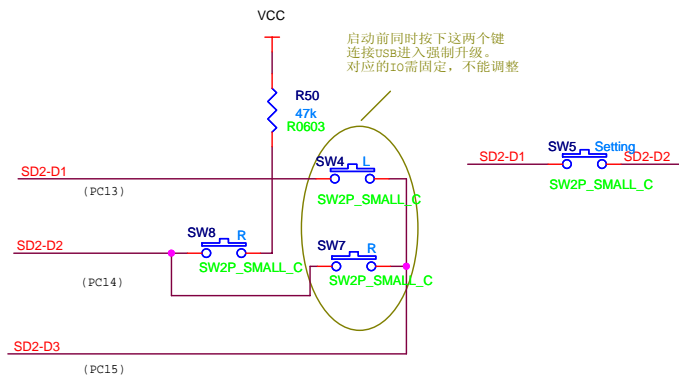 VCC
启动前同时按下这两个键
连接USB进入强制升级。
对应的IO需固定，不能调整
R50
47k
R0603
SD2-D1
(PC13)
SW4
L
SW2P_SMALL_C
SW5
Setting
SD2-D1
SD2-D2
SW2P_SMALL_C
SD2-D2
(PC14)
SW8
R
SW2P_SMALL_C
SW7
R
SW2P_SMALL_C
SD2-D3
(PC15)